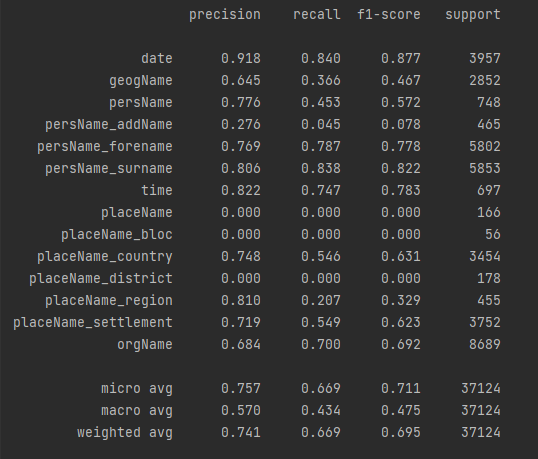 precision recall f1-score support
date 0.918 0.840 0.877 3957
geogName 0.645 0.366 0.467 2852
persName 0.776 0.453 0.572 748
persName_addName 0.276 0.045 0.078 465
persName_forename 0.769 0.787 0.778 5802
persName_surname 0.806 0.838 0.822 5853
time 0.822 0.747 0.783 697
placeName 0.000 0.000 0.000 166
placeName_bloc 0.000 0.000 0.000 56
placeName_country 0.748 0.546 0.631 3454
placeName_district 0.000 0.000 0.000 178
placeName_region 0.810 0.207 0.329 455
placeName_settlement 0.719 0.549 0.623 3752
orgName 0.684 0.700 0.692 8689
micro avg 0.757 0.669 0.711 37124
macro avg 0.570 0.434 0.475 37124
weighted avg 0.741 0.669 0.695 37124